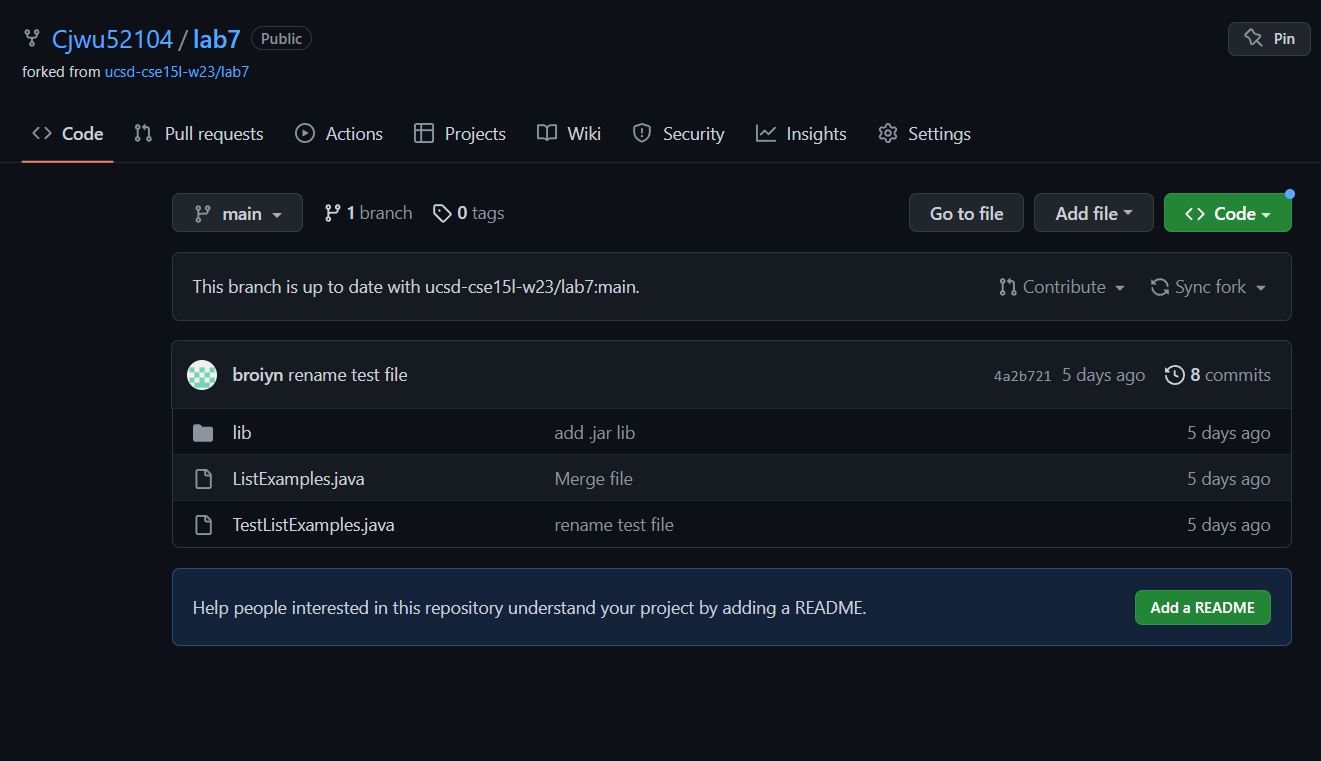 Cjwu52104 / lab7 Public Pin
forked from ucsd-cse15l-w23/lab7
Code Pull requests Actions Projects Wiki Security Insights Settings
main 1 branch 0 tags Go to file Add file Code
This branch is up to date with ucsd-cse15l-w23/lab7:main. Contribute Sync fork
broiyn rename test file 4a2b721 5 days ago 8 commits
lib add .jar lib 5 days ago
ListExamples.java Merge file 5 days ago
TestListExamples.java rename test file 5 days ago
Help people interested in this repository understand your project by adding a README. Add a README